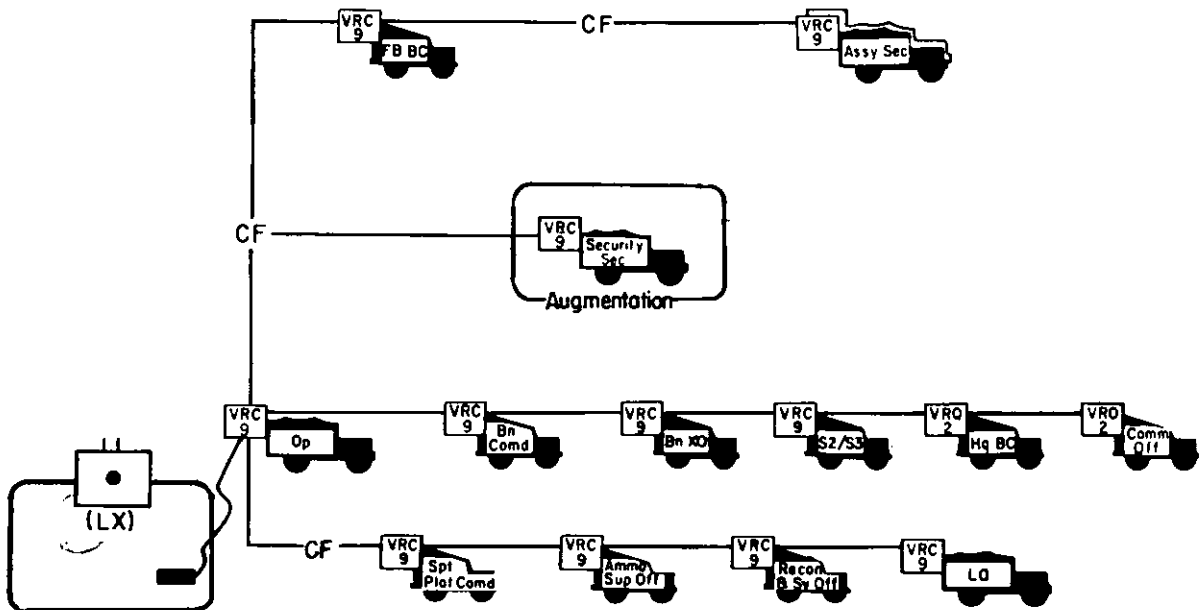 VRC
9
FB BC
CF
VRC
9
Assy Sec
CF
VRC
9
Security
Sec
Augmentation
VRC
9
Op
VRC
9
Bn
Comd
VRC
9
Bn XO
VRC
9
S2/S3
VRQ
2
Hq BC
VRQ
2
Comm
Off
(LX)
CF
VRC
9
Spt
Plat Comd
VRC
9
Ammo
Sup Off
VRC
9
Recon
& Sv Off
VRC
9